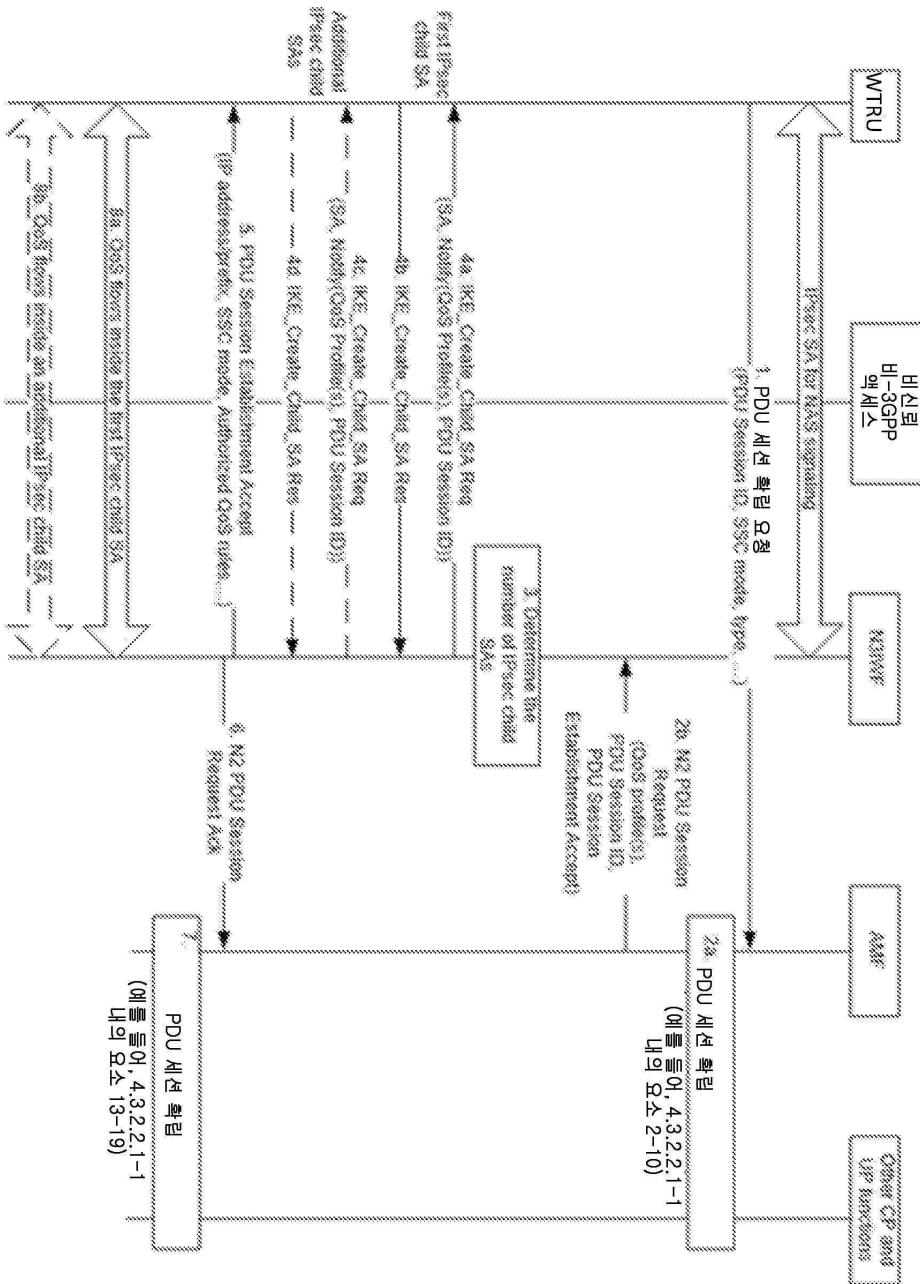 WTRU
비신뢰
비-3GPP
액세스
N3IWF
AMF
Other CP and
UP functions
IPsec SA for NAS signaling
1. PDU 세션 확립 요청
(PDU Session ID, SSC mode, type, ...)
2a. PDU 세션 확립
(예를 들어, 4.3.2.2.1-1
내의 요소 2-10)
2b. N2 PDU Session
Request
(QoS profile(s),
PDU Session ID,
PDU Session
Establishment Accept)
3. Determine the
number of IPsec child
SAs
First IPsec
child SA
4a. IKE_Create_Child_SA Req
(SA, Notify(QoS Profile(s), PDU Session ID))
4b. IKE_Create_Child_SA Res
Additional
IPsec child
SAs
4c. IKE_Create_Child_SA Req
(SA, Notify(QoS Profile(s), PDU Session ID))
4d. IKE_Create_Child_SA Res
5. PDU Session Establishment Accept
(IP address/prefix, SSC mode, Authorized QoS rules, ...)
6. N2 PDU Session
Request Ack
7.
PDU 세션 확립
(예를 들어, 4.3.2.2.1-1
내의 요소 13-19)
8a. QoS flows inside the first IPsec child SA
8b. QoS flows inside an additional IPsec child SA